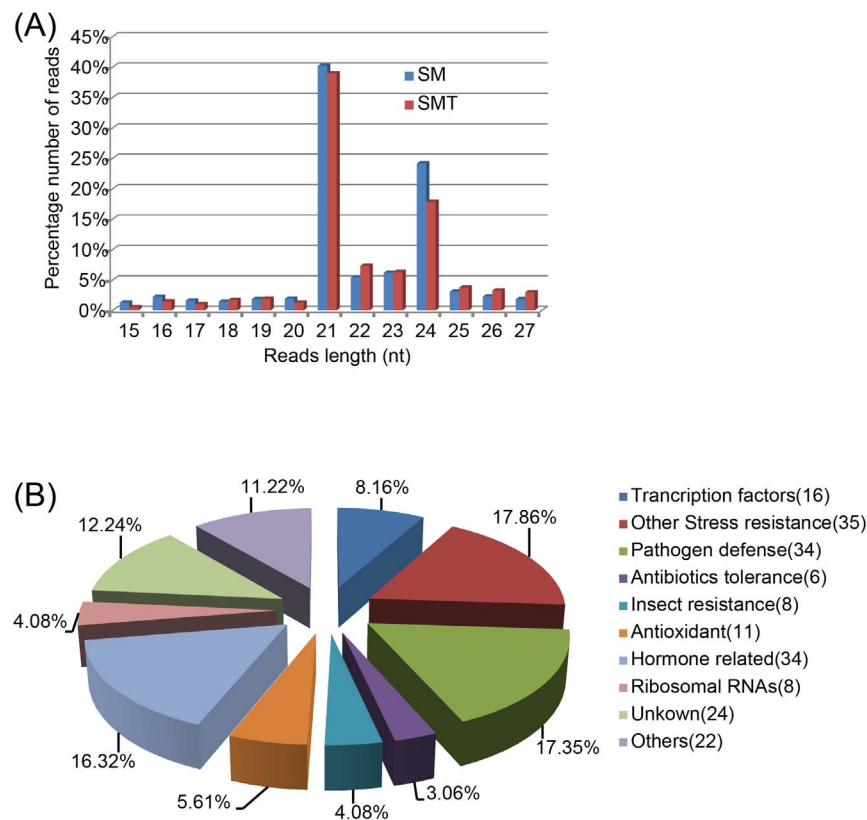 (A)
45%
40%
35%
30%
25%
20%
15%
10%
5%
0%
Percentage number of reads
SM
SMT
15 16 17 18 19 20 21 22 23 24 25 26 27
Reads length (nt)
(B)
11.22%
8.16%
12.24%
17.86%
4.08%
16.32%
17.35%
5.61%
4.08%
3.06%
Trancription factors(16)
Other Stress resistance(35)
Pathogen defense(34)
Antibiotics tolerance(6)
Insect resistance(8)
Antioxidant(11)
Hormone related(34)
Ribosomal RNAs(8)
Unkown(24)
Others(22)